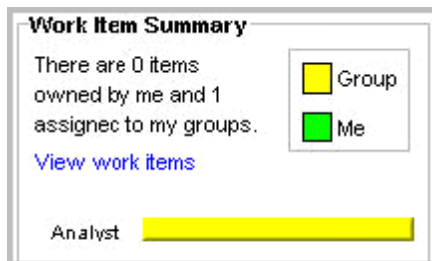 Work Item Summary
There are 0 items
owned by me and 1
assignec to my groups.
View work items
Group
Me
Analyst